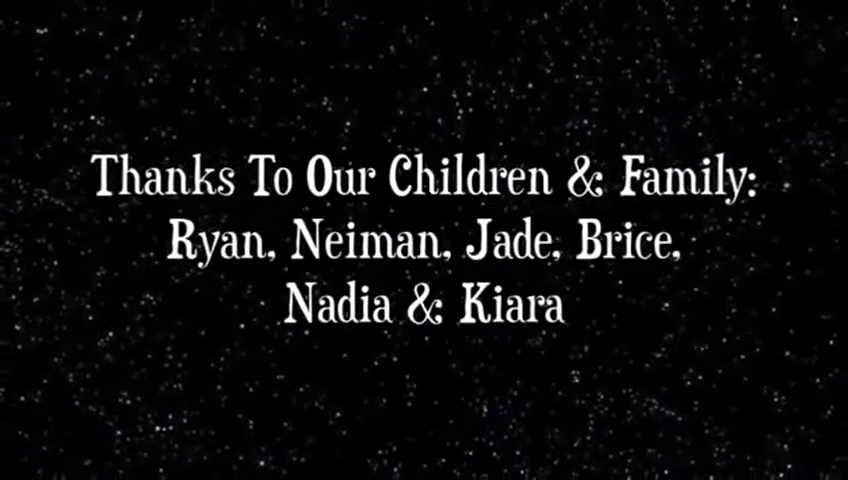 Thanks To Our Children & Family:
Ryan, Neiman, Jade, Brice,
Nadia & Kiara